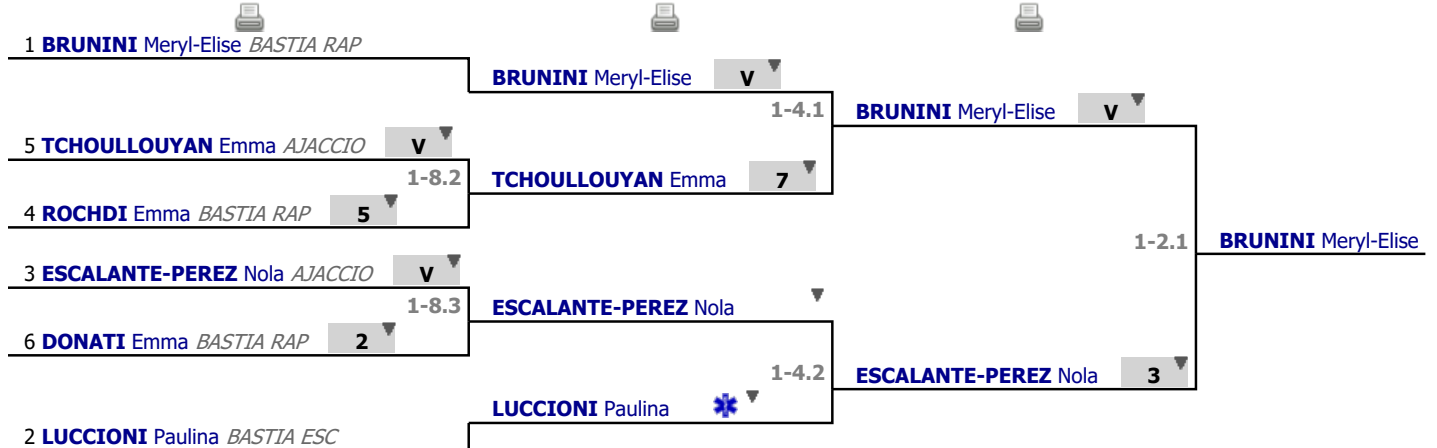 1 BRUNINI Meryl-Elise BASTIA RAP
BRUNINI Meryl-Elise V
1-4.1
BRUNINI Meryl-Elise V
5 TCHOULLOUYAN Emma AJACCIO V
1-8.2
TCHOULLOUYAN Emma 7
4 ROCHDI Emma BASTIA RAP 5
1-2.1
BRUNINI Meryl-Elise
3 ESCALANTE-PEREZ Nola AJACCIO V
1-8.3
ESCALANTE-PEREZ Nola
6 DONATI Emma BASTIA RAP 2
1-4.2
ESCALANTE-PEREZ Nola 3
LUCCIONI Paulina
2 LUCCIONI Paulina BASTIA ESC